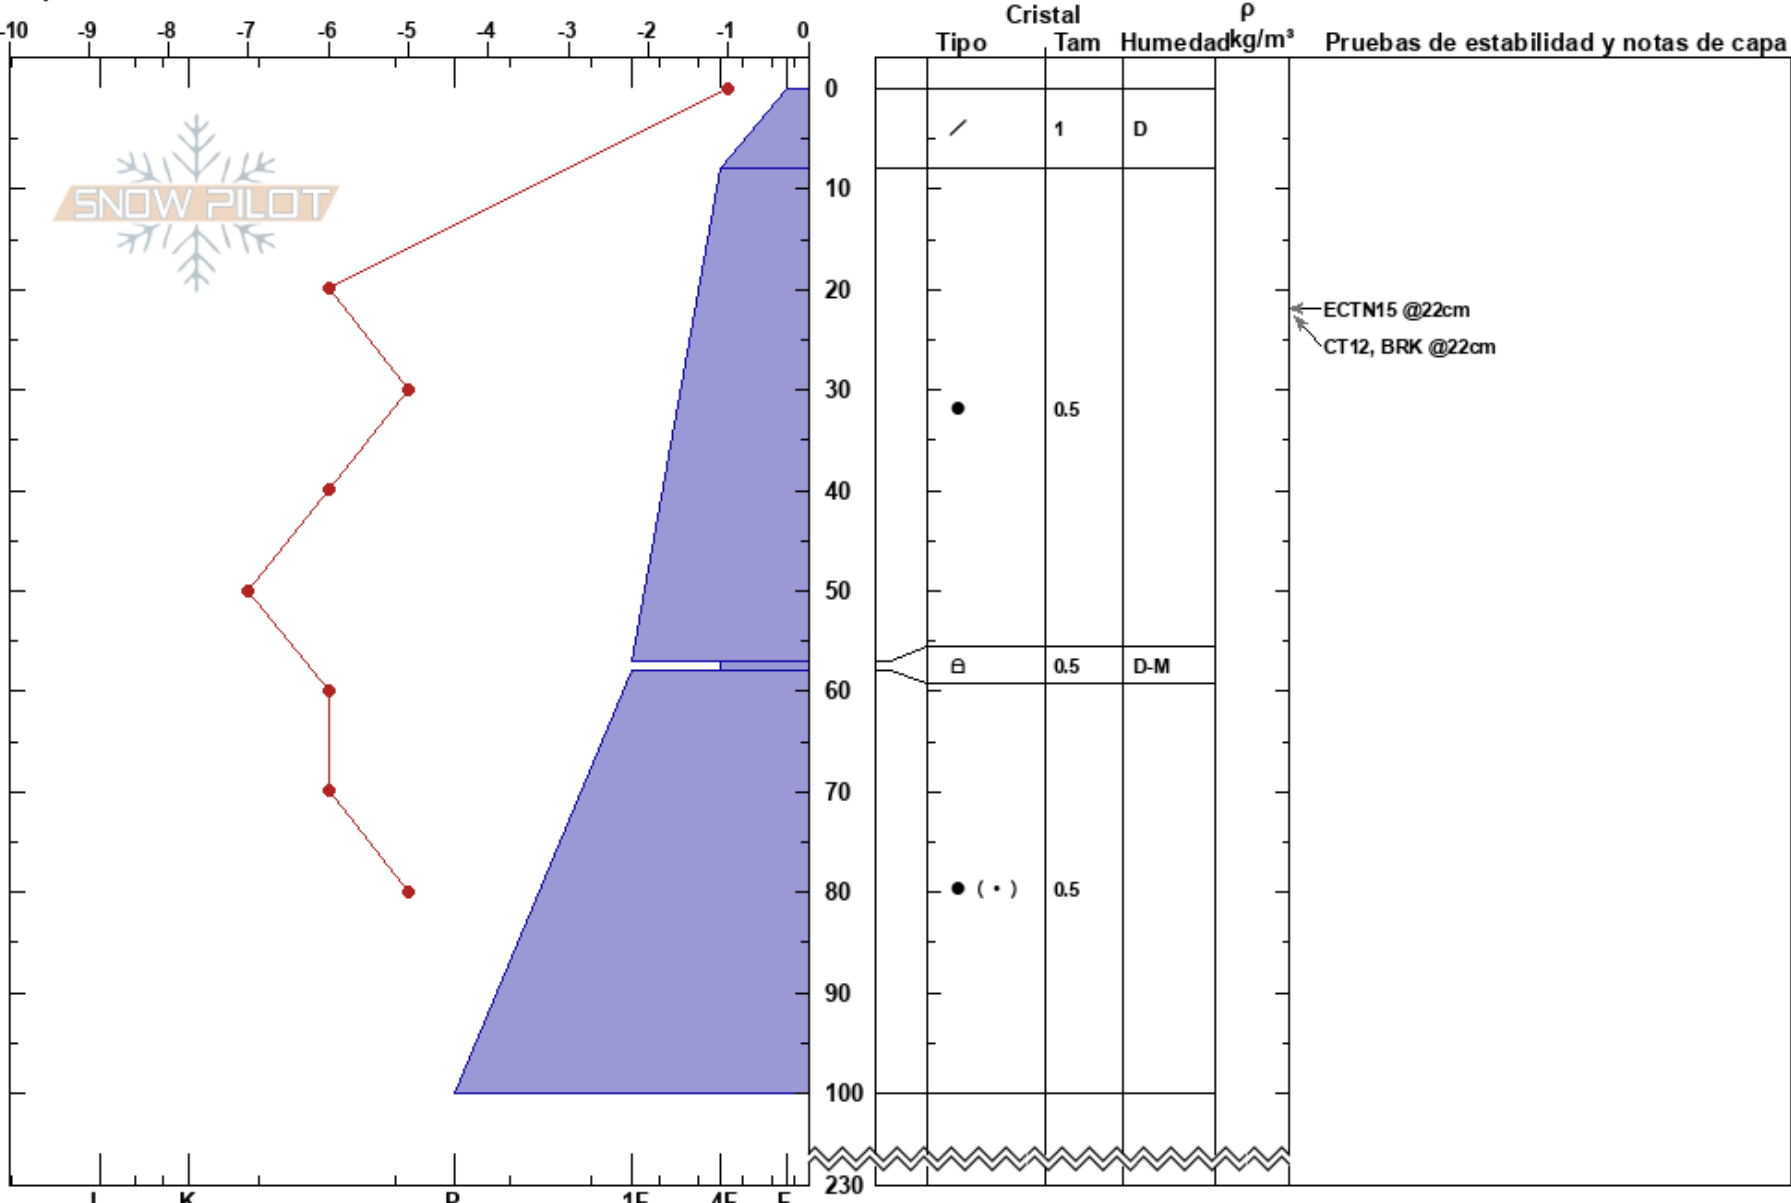 Cristal ρ
-10 -9 -8 -7 -6 -5 -4 -3 -2 -1 0 Tipo Tam Humedad kg/m³ Pruebas de estabilidad y notas de capa
0
1 D
10
SNOW PILOT
20
ECTN15 @22cm
CT12, BRK @22cm
30
0.5
40
50
0.5 D-M
60
70
80
( • ) 0.5
90
100
I K P 1F 4F F 230